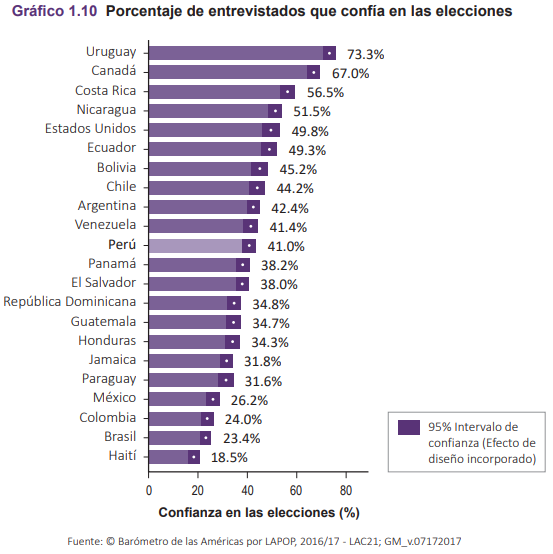 Gráfico 1.10 Porcentaje de entrevistados que confía en las elecciones
Uruguay 73.3%
Canadá 67.0%
Costa Rica 56.5%
Nicaragua 51.5%
Estados Unidos 49.8%
Ecuador 49.3%
Bolivia 45.2%
Chile 44.2%
Argentina 42.4%
Venezuela 41.4%
Perú 41.0%
Panamá 38.2%
El Salvador 38.0%
República Dominicana 34.8%
Guatemala 34.7%
Honduras 34.3%
Jamaica 31.8%
Paraguay 31.6%
México 26.2%
Colombia 24.0%
Brasil 23.4%
Haití 18.5%
95% Intervalo de
confianza (Efecto de
diseño incorporado)
0 20 40 60 80
Confianza en las elecciones (%)
Fuente: © Barómetro de las Américas por LAPOP, 2016/17 - LAC21; GM_v.07172017